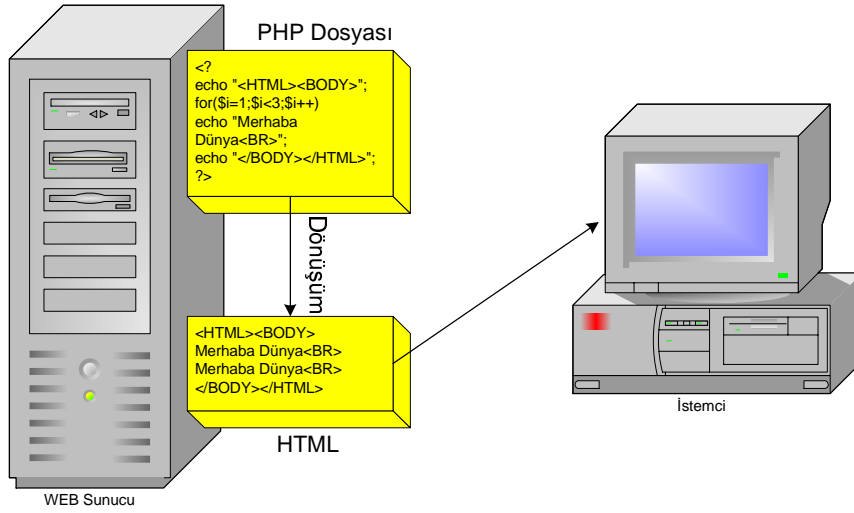 PHP Dosyası
<?
echo "<HTML><BODY>";
for($i=1;$i<3;$i++)
echo "Merhaba
Dünya<BR>";
echo "</BODY></HTML>";
?>
Dönüşüm
<HTML><BODY>
Merhaba Dünya<BR>
Merhaba Dünya<BR>
</BODY></HTML>
HTML
WEB Sunucu
İstemci